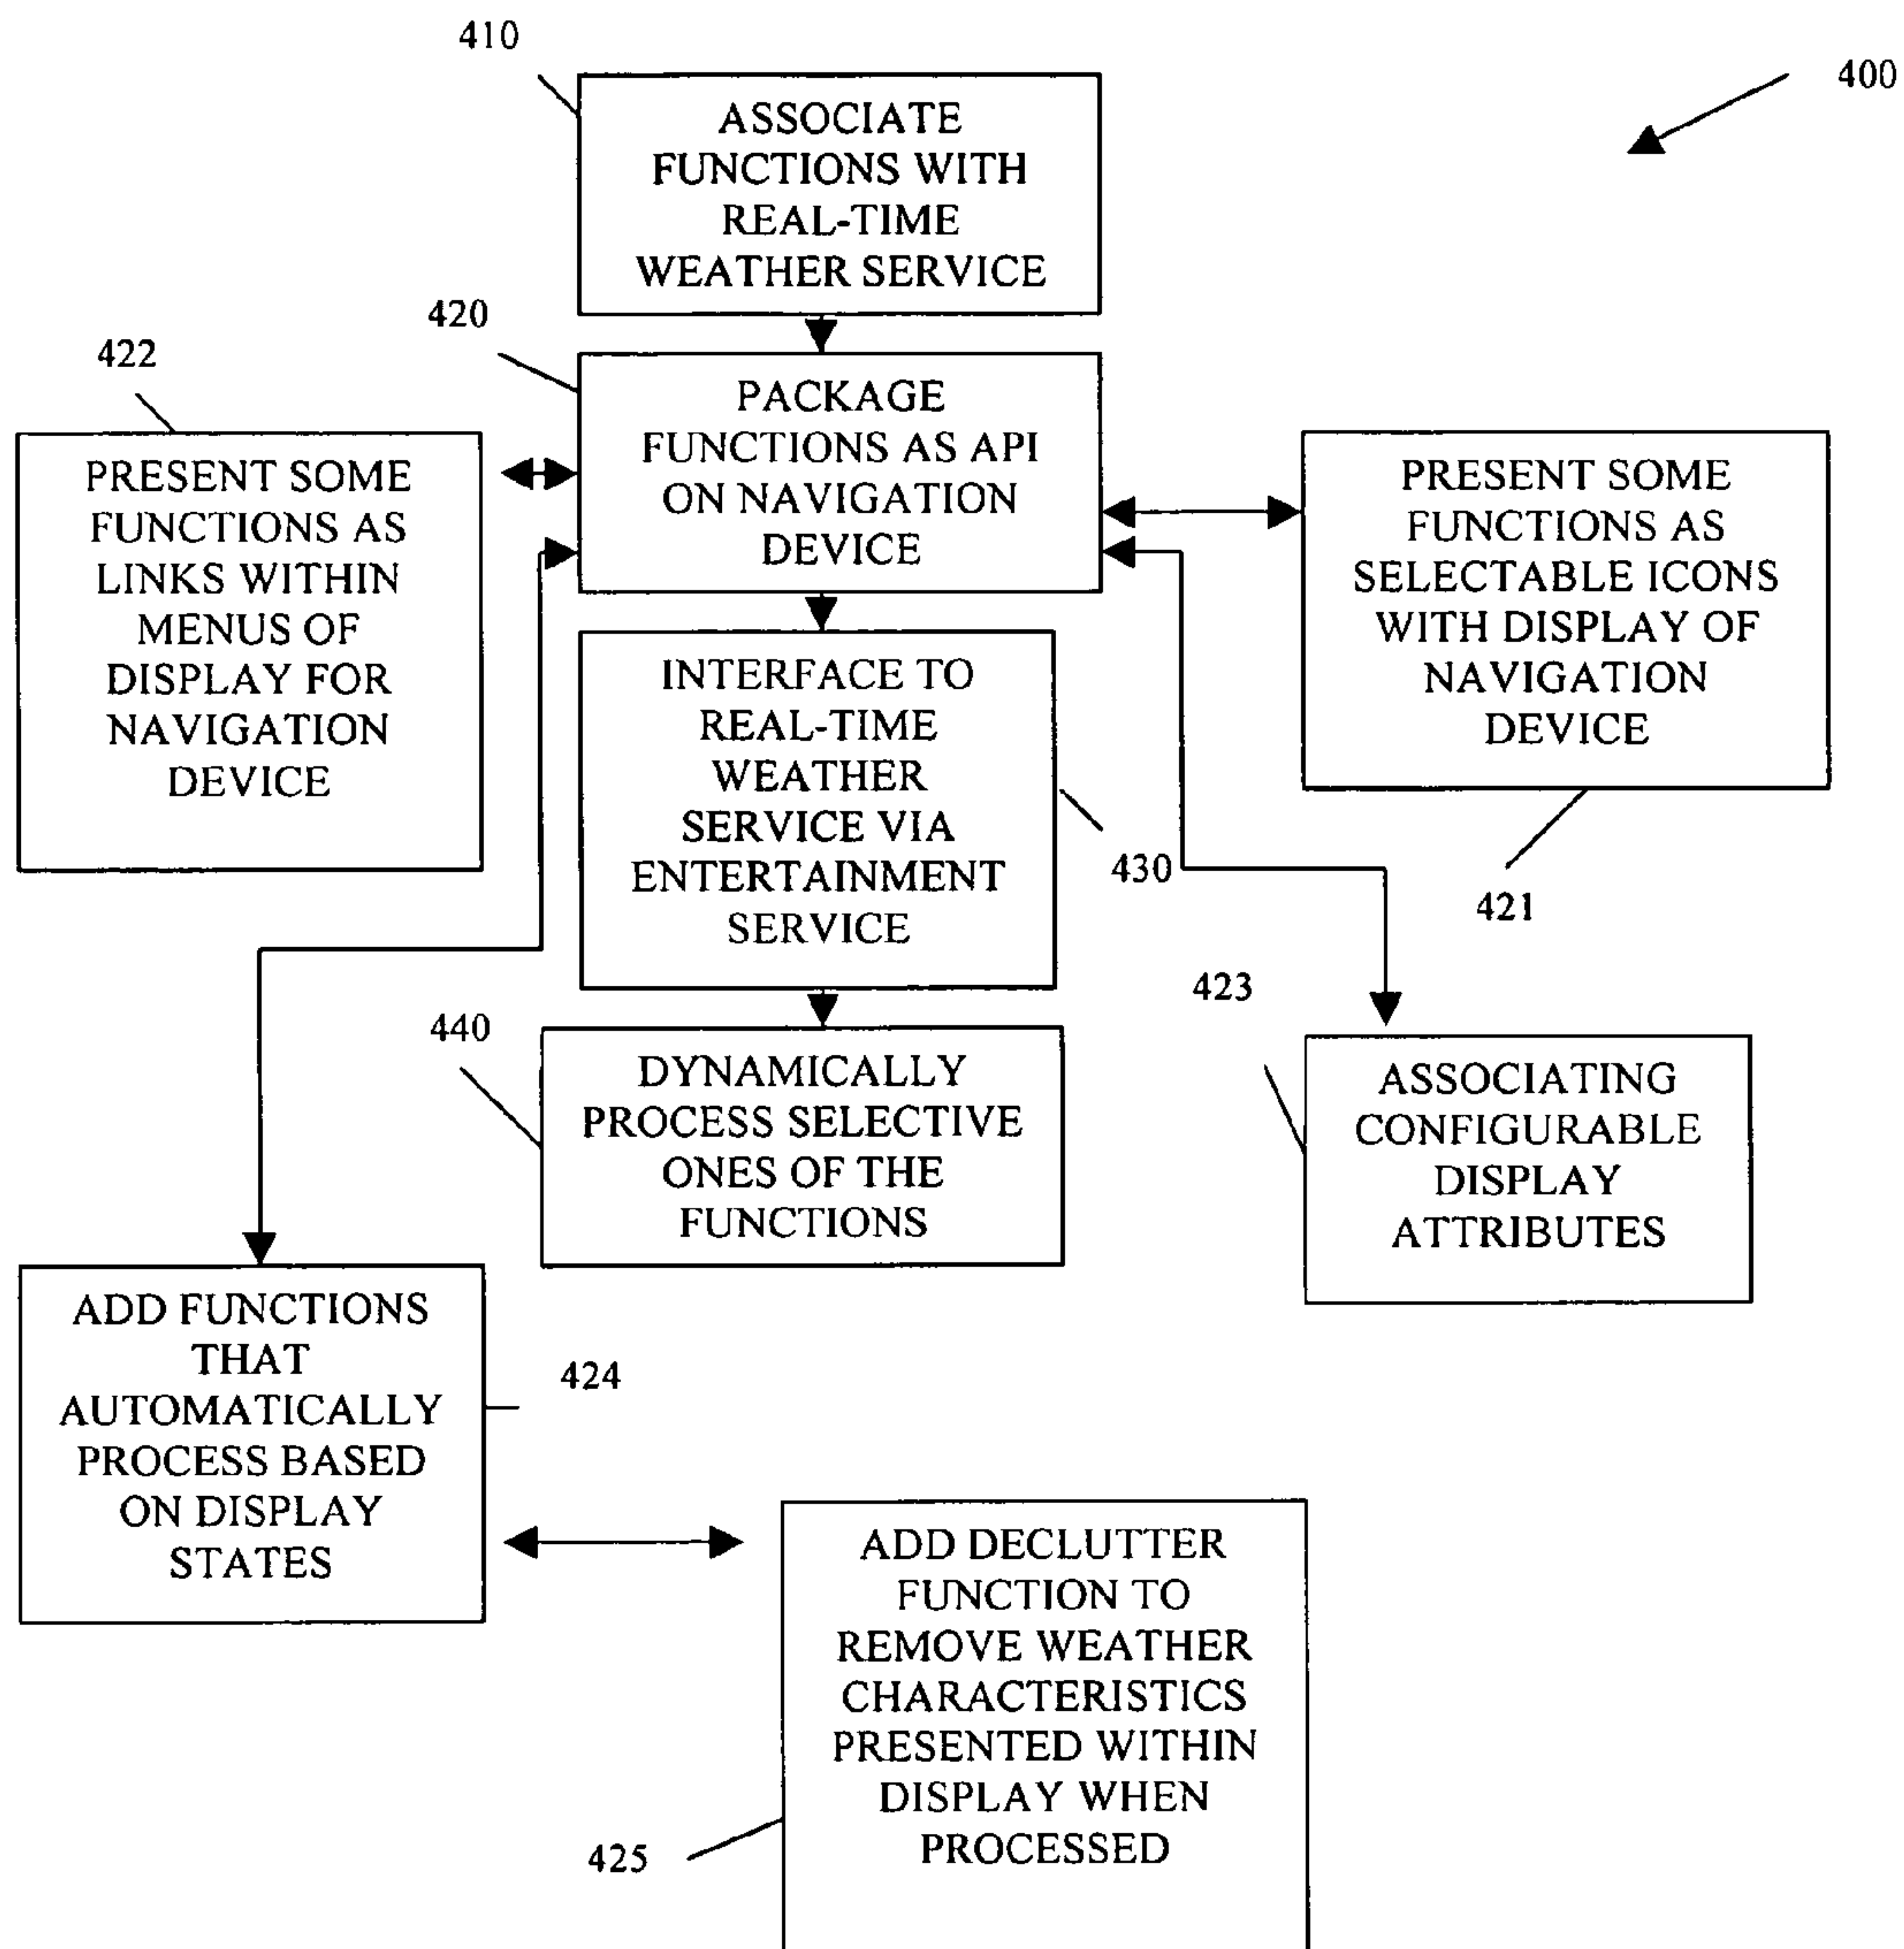 410
400
ASSOCIATE
FUNCTIONS WITH
REAL-TIME
WEATHER SERVICE
420
422
PACKAGE
FUNCTIONS AS API
ON NAVIGATION
DEVICE
PRESENT SOME
FUNCTIONS AS
LINKS WITHIN
MENUS OF
DISPLAY FOR
NAVIGATION
DEVICE
PRESENT SOME
FUNCTIONS AS
SELECTABLE ICONS
WITH DISPLAY OF
NAVIGATION
DEVICE
421
INTERFACE TO
REAL-TIME
WEATHER
SERVICE VIA
ENTERTAINMENT
SERVICE
430
423
440
DYNAMICALLY
PROCESS SELECTIVE
ONES OF THE
FUNCTIONS
ASSOCIATING
CONFIGURABLE
DISPLAY
ATTRIBUTES
ADD FUNCTIONS
THAT
AUTOMATICALLY
PROCESS BASED
ON DISPLAY
STATES
424
ADD DECLUTTER
FUNCTION TO
REMOVE WEATHER
CHARACTERISTICS
PRESENTED WITHIN
DISPLAY WHEN
PROCESSED
425